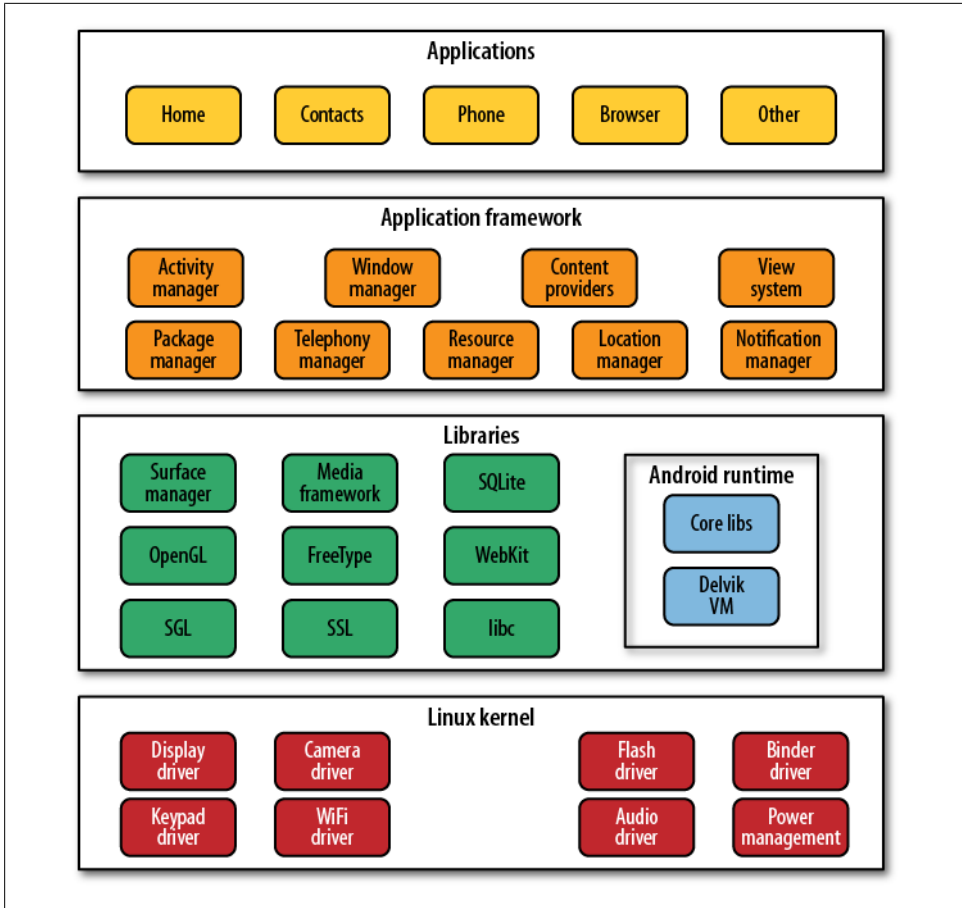 Applications
Home
Contacts
Phone
Browser
Other
Application framework
Activity
manager
Window
manager
Content
providers
View
system
Package
manager
Telephony
manager
Resource
manager
Location
manager
Notification
manager
Libraries
Surface
manager
Media
framework
SQLite
OpenGL
FreeType
WebKit
SGL
SSL
libc
Android runtime
Core libs
Delvik
VM
Linux kernel
Display
driver
Camera
driver
Flash
driver
Binder
driver
Keypad
driver
WiFi
driver
Audio
driver
Power
management